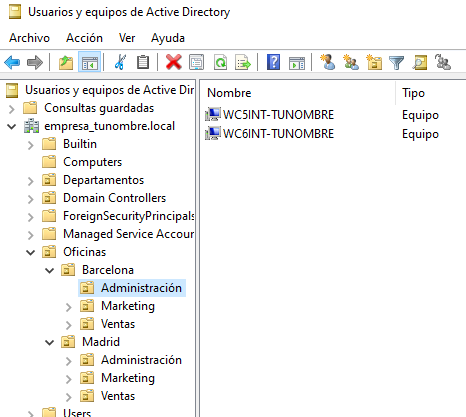 Usuarios y equipos de Active Directory
Archivo Acción Ver Ayuda
Usuarios y equipos de Active Dir
Consultas guardadas
empresa_tunombre.local
Builtin
Computers
Departamentos
Domain Controllers
ForeignSecurityPrincipals
Managed Service Accour
Oficinas
Barcelona
Administración
Marketing
Ventas
Madrid
Administración
Marketing
Ventas
Users
Nombre Tipo
WC5INT-TUNOMBRE Equipo
WC6INT-TUNOMBRE Equipo